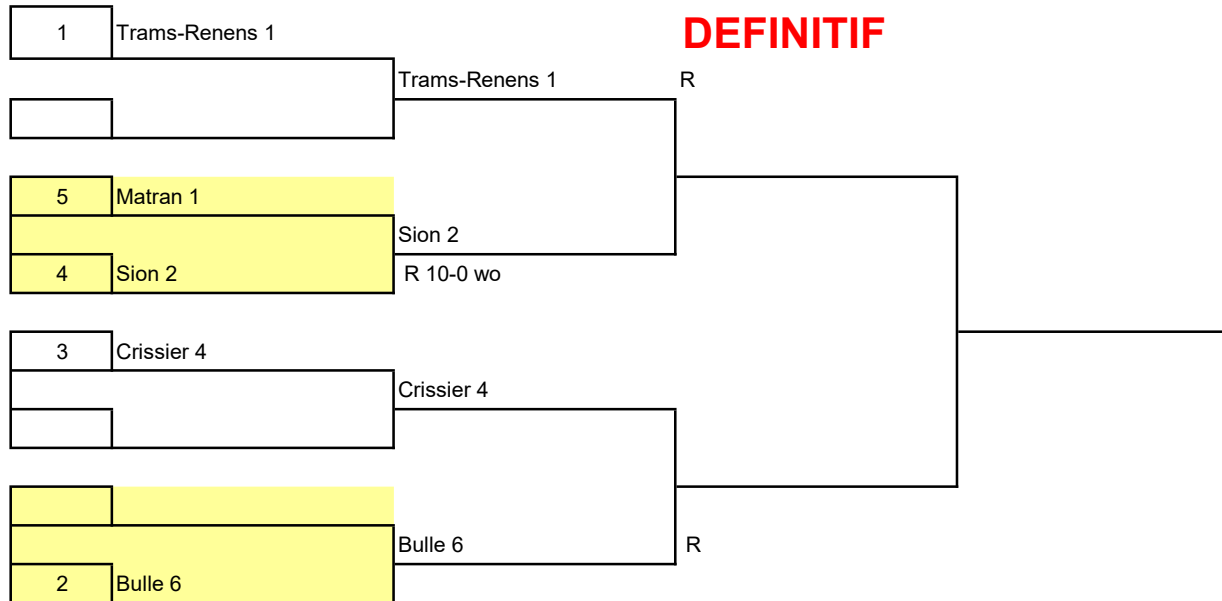 1 Trams-Renens 1
DEFINITIF
Trams-Renens 1 R
5 Matran 1
Sion 2
4 Sion 2 R 10-0 wo
3 Crissier 4
Crissier 4
Bulle 6 R
2 Bulle 6